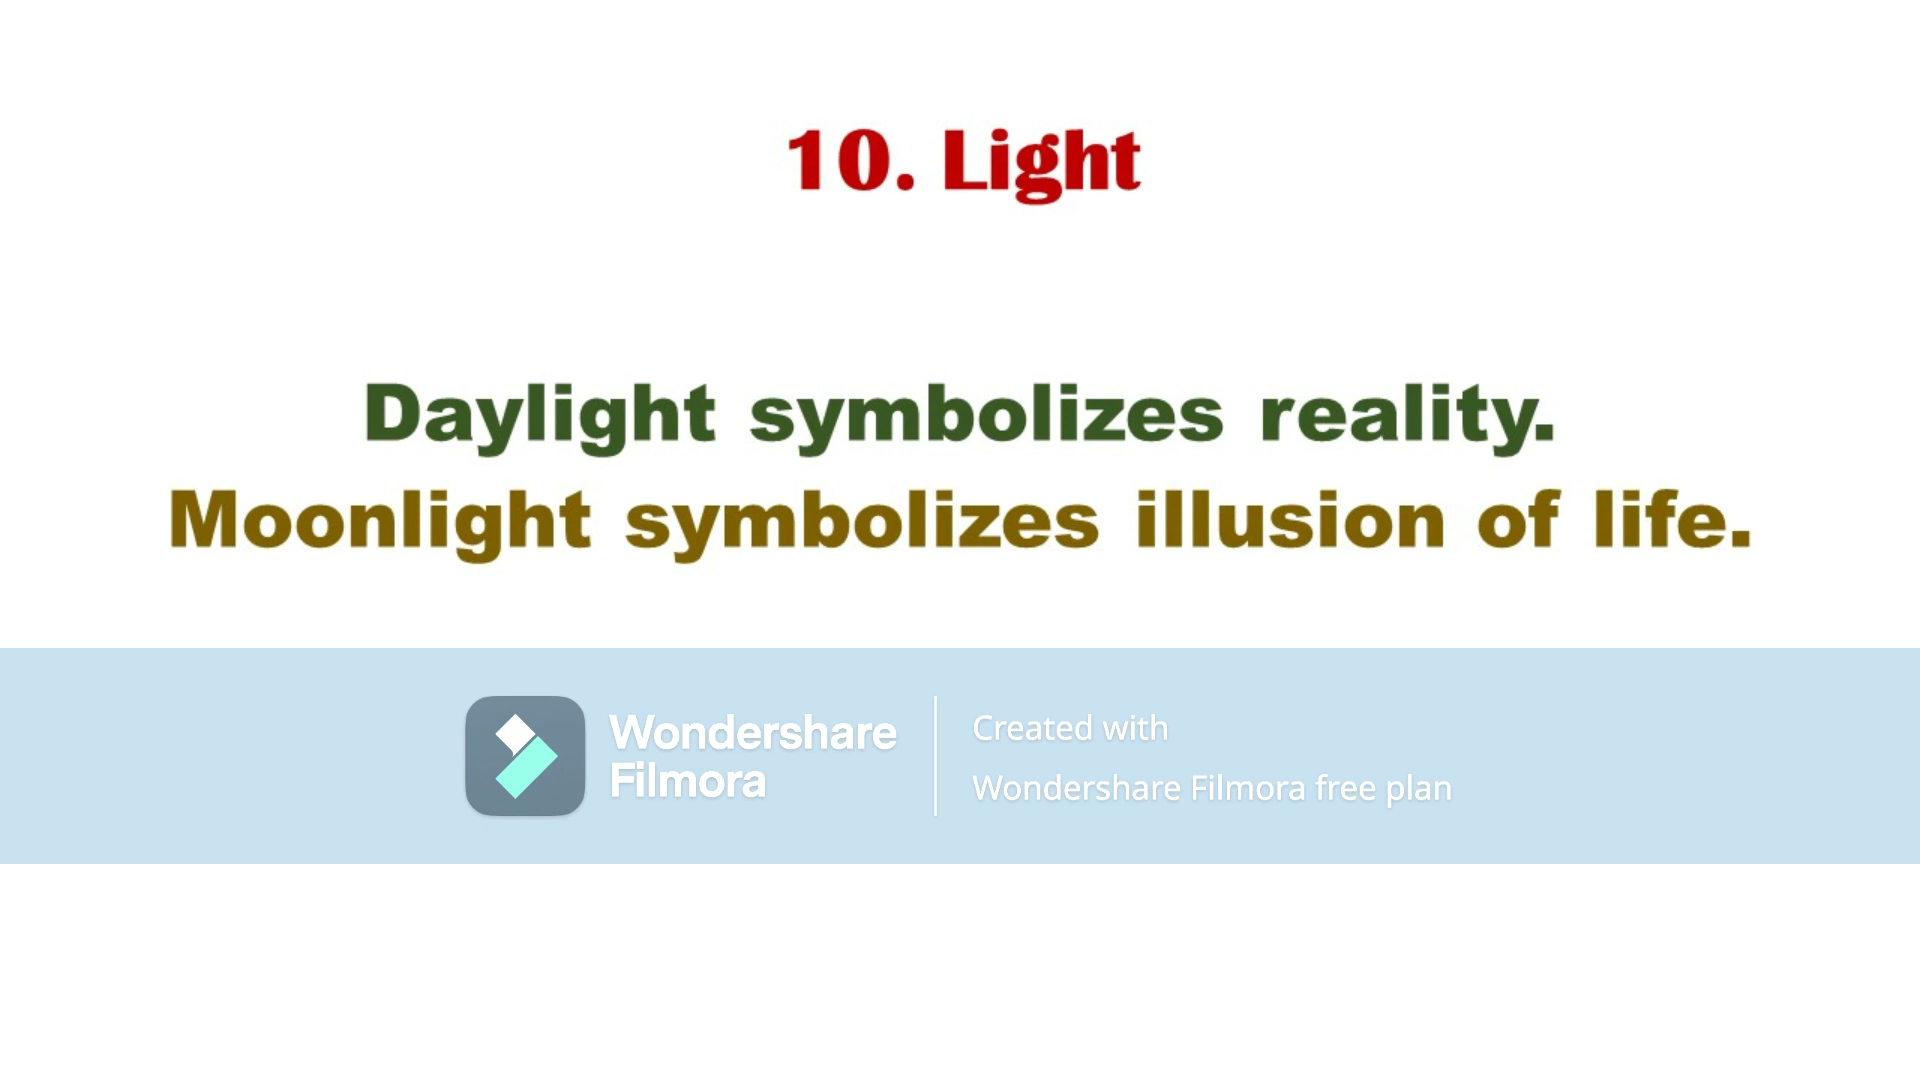 10. Light
Daylight symbolizes reality.
Moonlight symbolizes illusion of life.
Wondershare
Filmora
Created with
Wondershare Filmora free plan